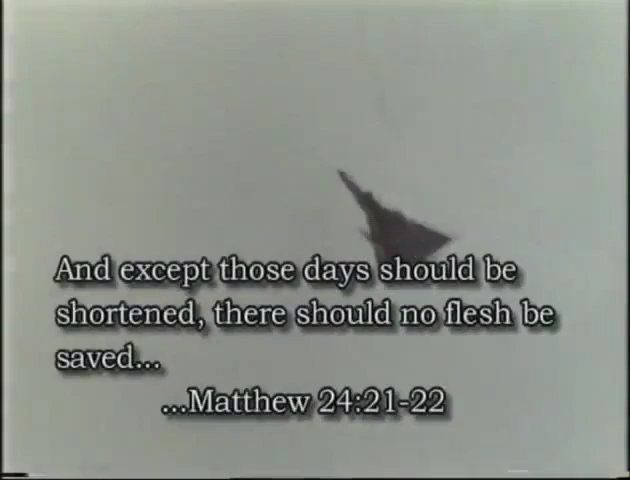 And except those days should be
shortened, there should no flesh be
saved...
...Matthew 24:21-22